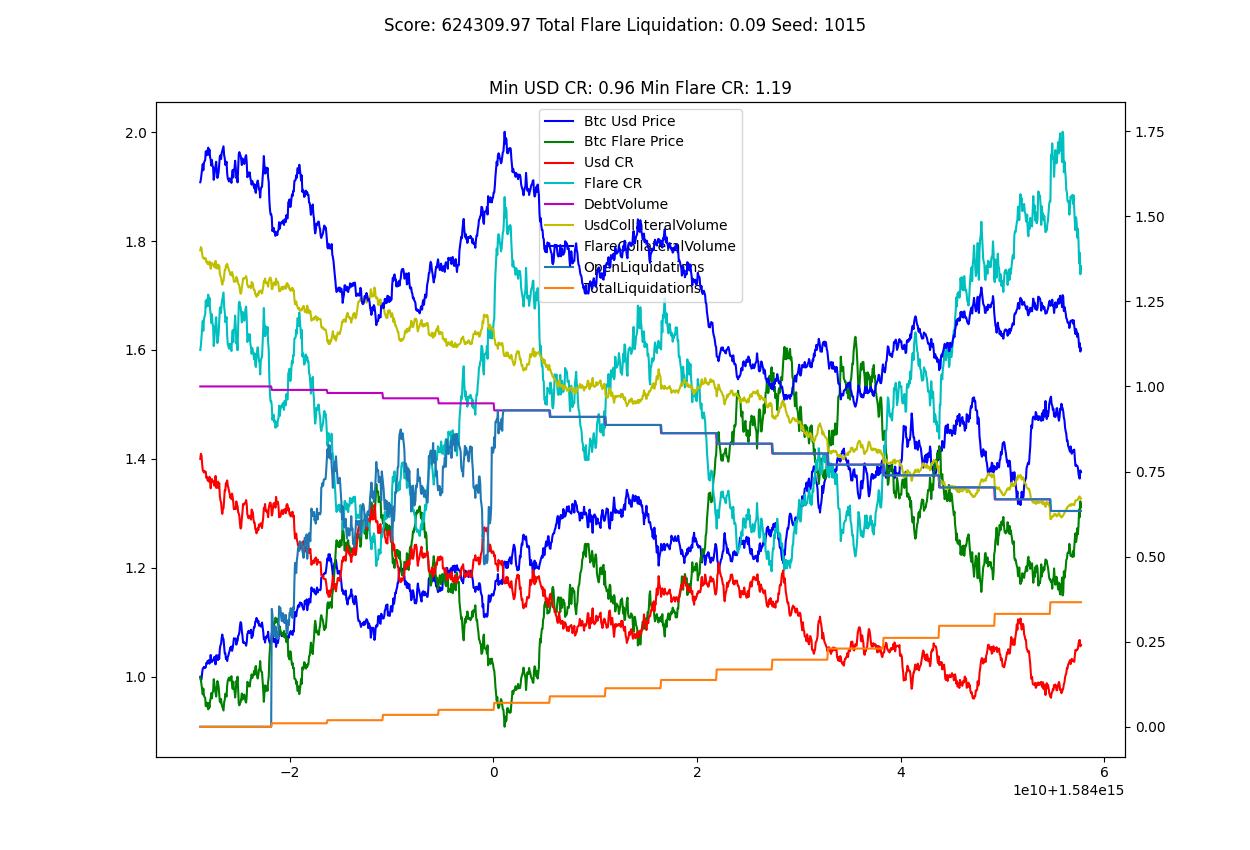 Score: 624309.97 Total Flare Liquidation: 0.09 Seed: 1015
Min USD CR: 0.96 Min Flare CR: 1.19
Btc Usd Price
Btc Flare Price
Usd CR
Flare CR
DebtVolume
UsdCollateralVolume
FlareCollateralVolume
OpenLiquidations
TotalLiquidations
2.0
1.8
1.6
1.4
1.2
1.0
1.75
1.50
1.25
1.00
0.75
0.50
0.25
0.00
−2
0
2
4
6
1e10+1.584e15